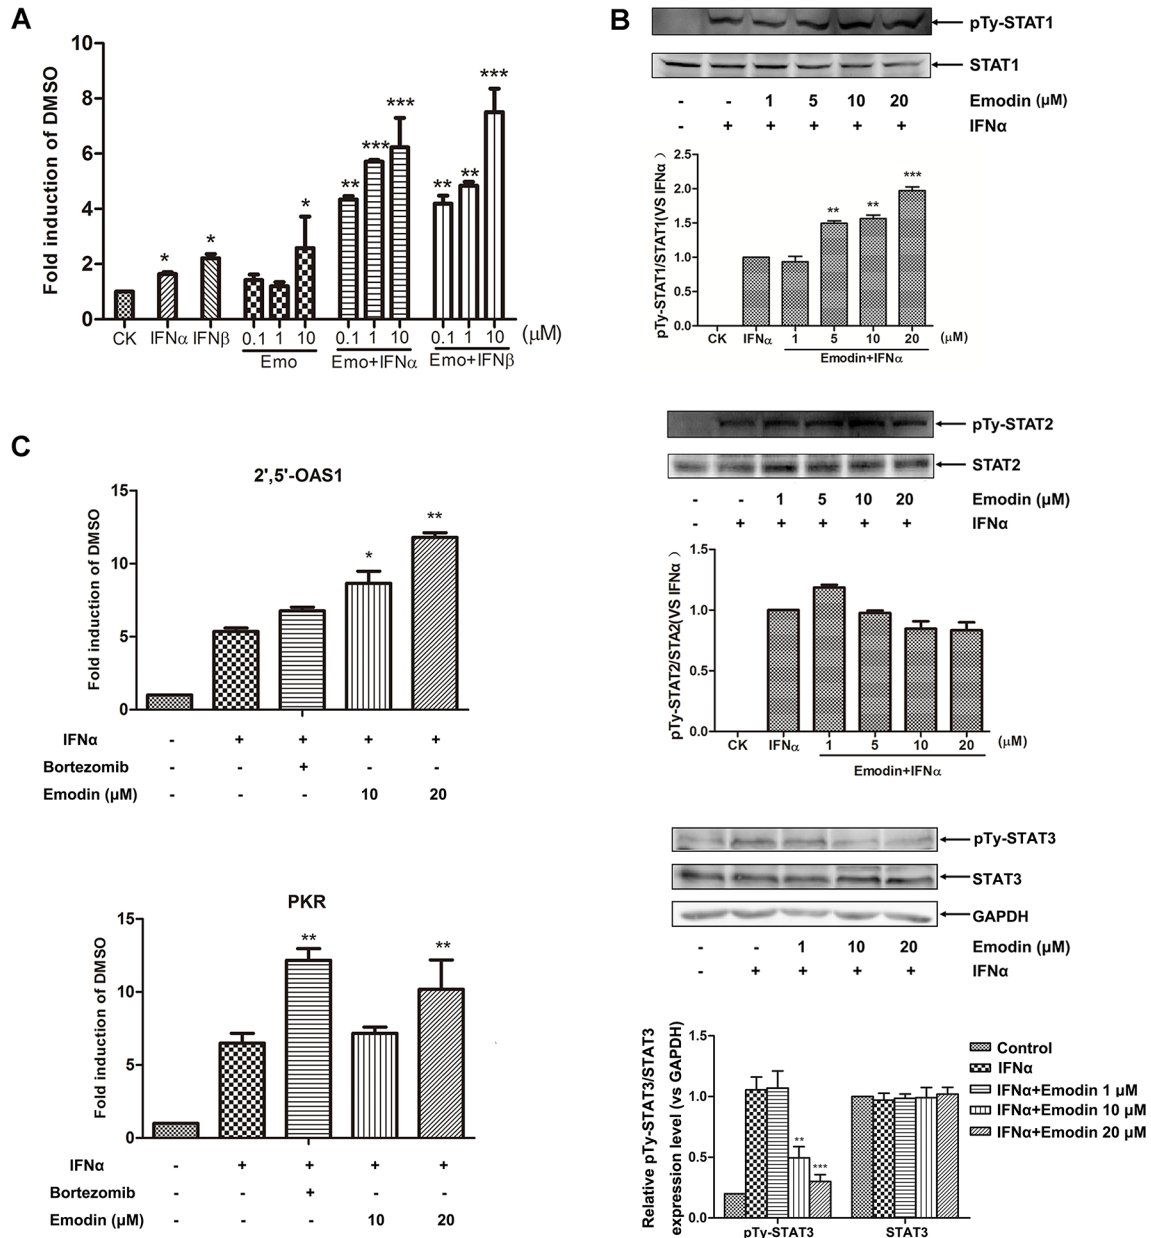 A
Fold induction of DMSO
10
8
6
4
2
0
* * * ** *** *** ** ** ***
CK IFNα IFNβ 0.1 1 10 0.1 1 10 0.1 1 10 (μM)
Emo Emo+IFNα Emo+IFNβ
B
pTy-STAT1
STAT1
- - 1 5 10 20 Emodin (μM)
- + + + + + IFNα
pTy-STAT1/STAT1(VS IFNα )
2.5
2.0
1.5
1.0
0.5
0.0
** ** ***
CK IFNα 1 5 10 20 (μM)
Emodin+IFNα
pTy-STAT2
STAT2
- - 1 5 10 20 Emodin (μM)
- + + + + + IFNα
pTy-STAT2/STA2(VS IFNα )
1.5
1.0
0.5
0.0
CK IFNα 1 5 10 20 (μM)
Emodin+IFNα
pTy-STAT3
STAT3
GAPDH
- - 1 10 20 Emodin (μM)
- + + + + IFNα
Relative pTy-STAT3/STAT3
expression level (vs GAPDH)
1.5
1.0
0.5
0.0
** ***
pTy-STAT3 STAT3
Control
IFNα
IFNα+Emodin 1 μM
IFNα+Emodin 10 μM
IFNα+Emodin 20 μM
C
2',5'-OAS1
Fold induction of DMSO
15
10
5
0
* **
IFNα - + + + +
Bortezomib - - + - -
Emodin (μM) - - - 10 20
PKR
Fold induction of DMSO
15
10
5
0
** **
IFNα - + + + +
Bortezomib - - + - -
Emodin (μM) - - - 10 20